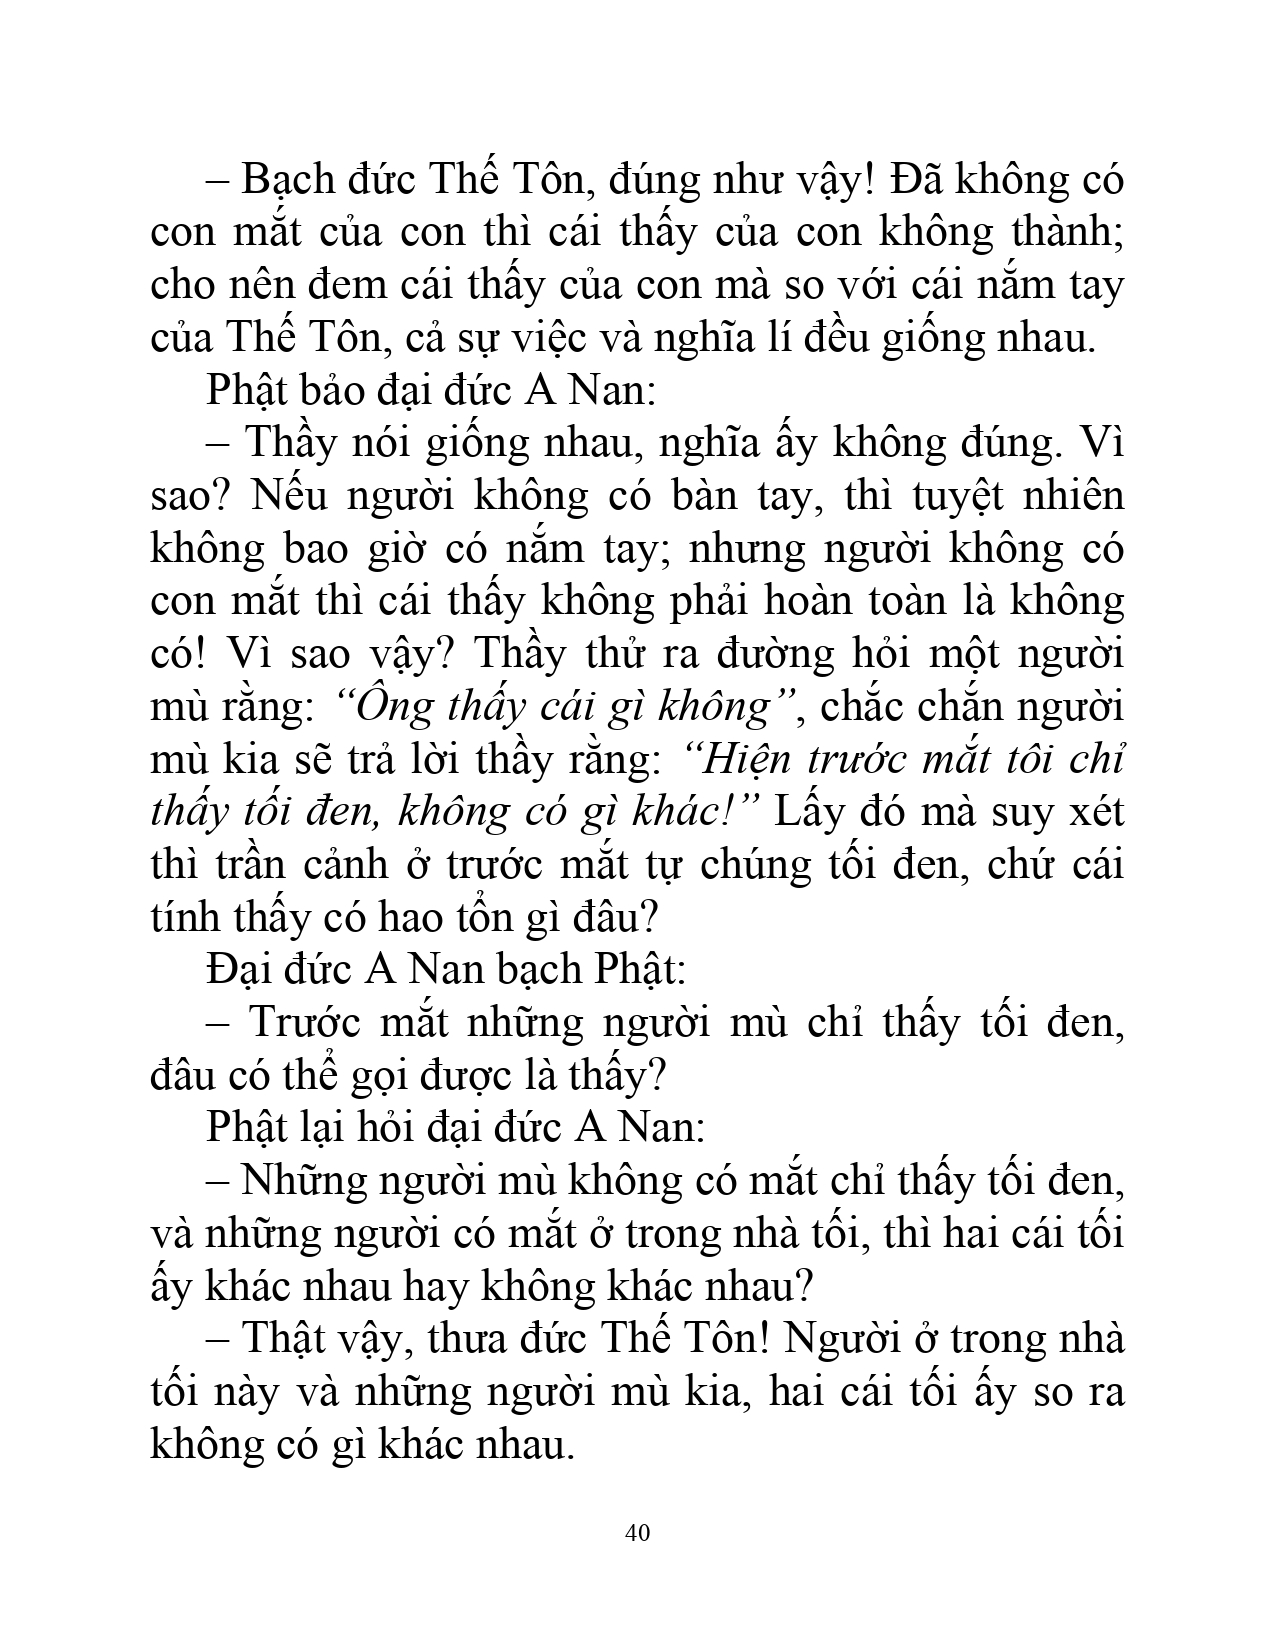 – Bạch đức Thế Tôn, đúng như vậy! Đã không có
con mắt của con thì cái thấy của con không thành;
cho nên đem cái thấy của con mà so với cái nắm tay
của Thế Tôn, cả sự việc và nghĩa lí đều giống nhau.
Phật bảo đại đức A Nan:
– Thầy nói giống nhau, nghĩa ấy không đúng. Vì
sao? Nếu người không có bàn tay, thì tuyệt nhiên
không bao giờ có nắm tay; nhưng người không có
con mắt thì cái thấy không phải hoàn toàn là không
có! Vì sao vậy? Thầy thử ra đường hỏi một người
mù rằng: “Ông thấy cái gì không”, chắc chắn người
mù kia sẽ trả lời thầy rằng: “Hiện trước mắt tôi chỉ
thấy tối đen, không có gì khác!” Lấy đó mà suy xét
thì trần cảnh ở trước mắt tự chúng tối đen, chứ cái
tính thấy có hao tổn gì đâu?
Đại đức A Nan bạch Phật:
– Trước mắt những người mù chỉ thấy tối đen,
đâu có thể gọi được là thấy?
Phật lại hỏi đại đức A Nan:
– Những người mù không có mắt chỉ thấy tối đen,
và những người có mắt ở trong nhà tối, thì hai cái tối
ấy khác nhau hay không khác nhau?
– Thật vậy, thưa đức Thế Tôn! Người ở trong nhà
tối này và những người mù kia, hai cái tối ấy so ra
không có gì khác nhau.
40